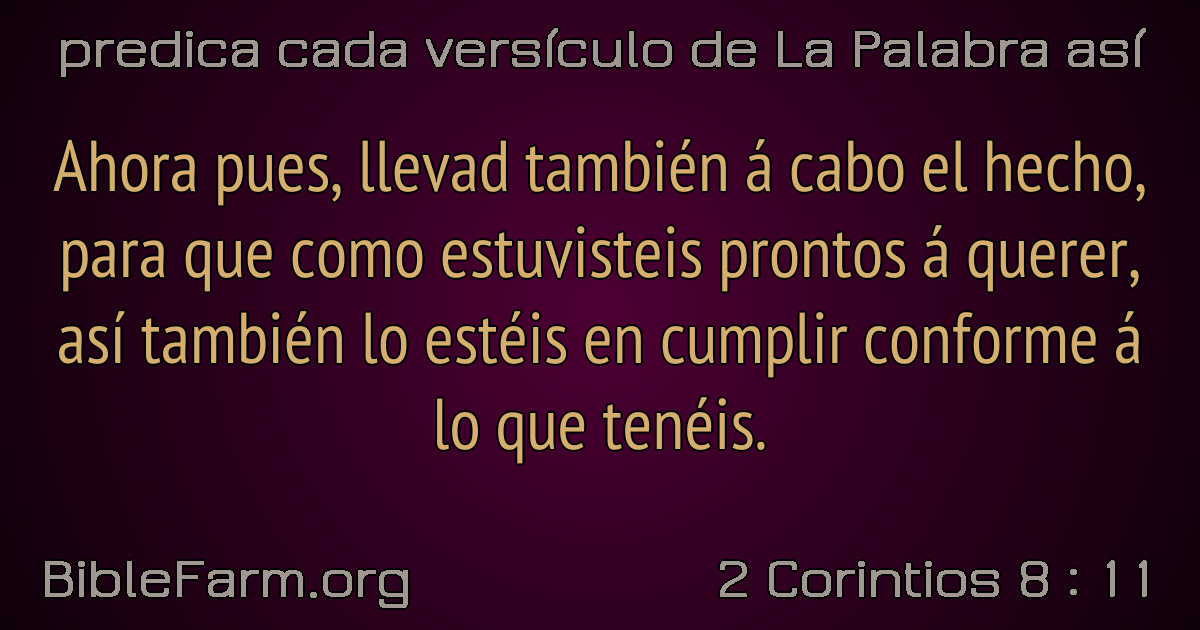 predica cada versículo de La Palabra así
Ahora pues, llevad también á cabo el hecho,
para que como estuvisteis prontos á querer,
así también lo estéis en cumplir conforme á
lo que tenéis.
BibleFarm.org
2 Corintios 8 : 11